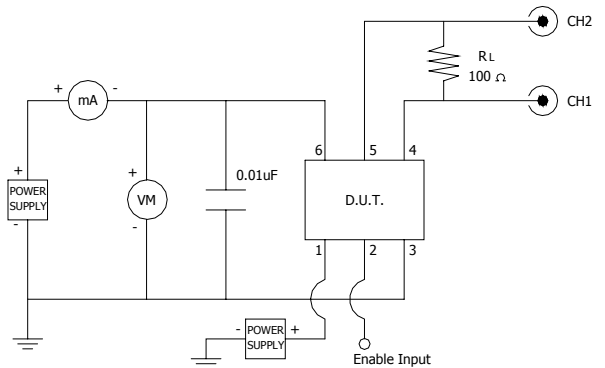 CH2
RL
100 Ω
CH1
+ mA -
6 5 4
+
POWER
SUPPLY
-
+
VM
-
0.01uF
D.U.T.
1 2 3
- POWER
SUPPLY +
Enable Input